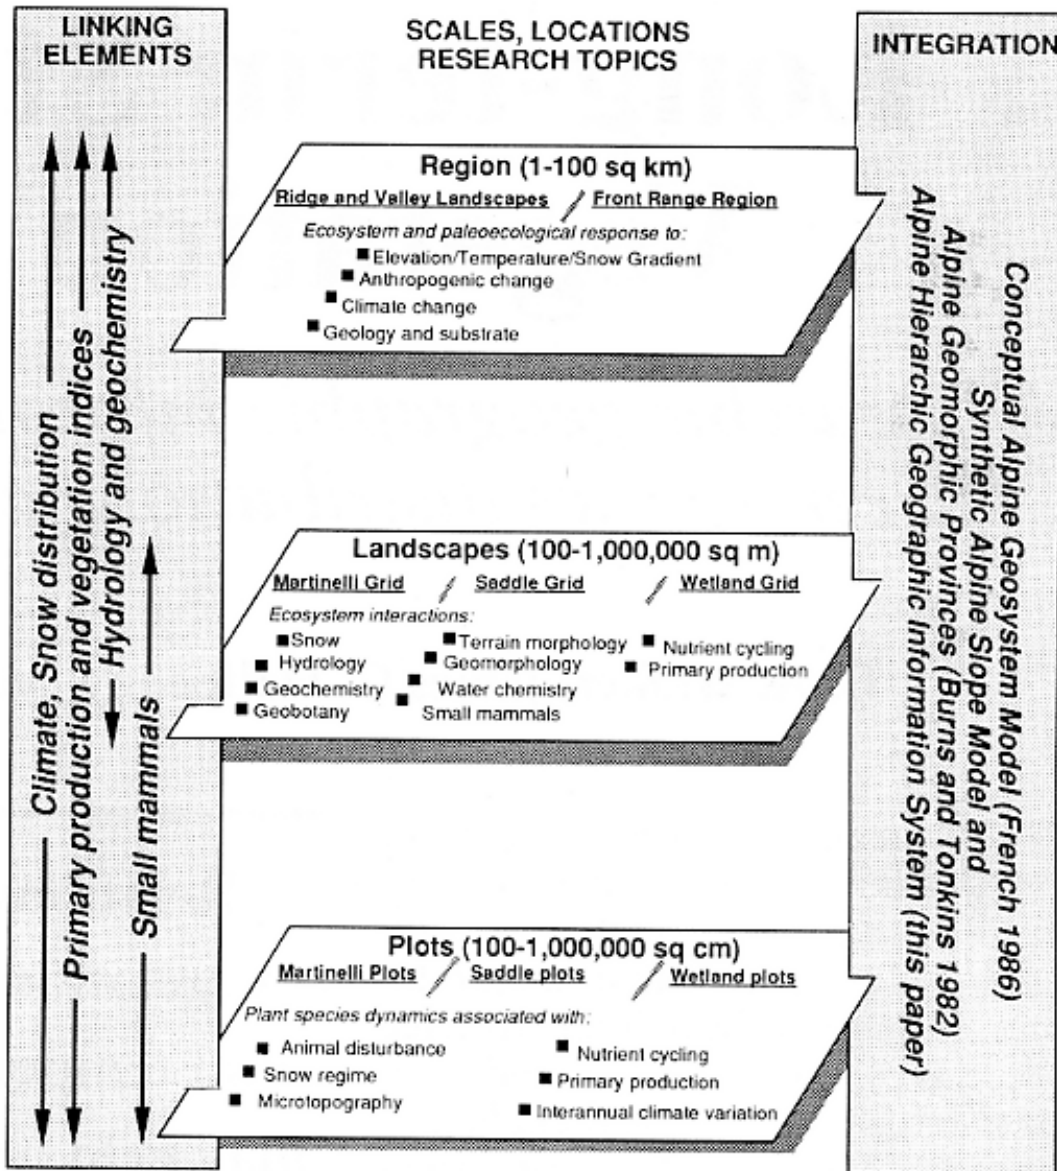 LINKING
ELEMENTS
SCALES, LOCATIONS
RESEARCH TOPICS
INTEGRATION
Climate, Snow distribution
Primary production and vegetation indices
Hydrology and geochemistry
Small mammals
Region (1-100 sq km)
Ridge and Valley Landscapes / Front Range Region
Ecosystem and paleoecological response to:
■ Elevation/Temperature/Snow Gradient
■ Anthropogenic change
■ Climate change
■ Geology and substrate
Landscapes (100-1,000,000 sq m)
Martinelli Grid / Saddle Grid / Wetland Grid
Ecosystem interactions:
■ Snow
■ Hydrology
■ Geochemistry
■ Geobotany
■ Terrain morphology
■ Geomorphology
■ Water chemistry
■ Small mammals
■ Nutrient cycling
■ Primary production
Plots (100-1,000,000 sq cm)
Martinelli Plots / Saddle plots / Wetland plots
Plant species dynamics associated with:
■ Animal disturbance
■ Snow regime
■ Microtopography
■ Nutrient cycling
■ Primary production
■ Interannual climate variation
Conceptual Alpine Geosystem Model (French 1986)
Synthetic Alpine Slope Model and
Alpine Geomorphic Provinces (Burns and Tonkins 1982)
Alpine Hierarchic Geographic Information System (this paper)